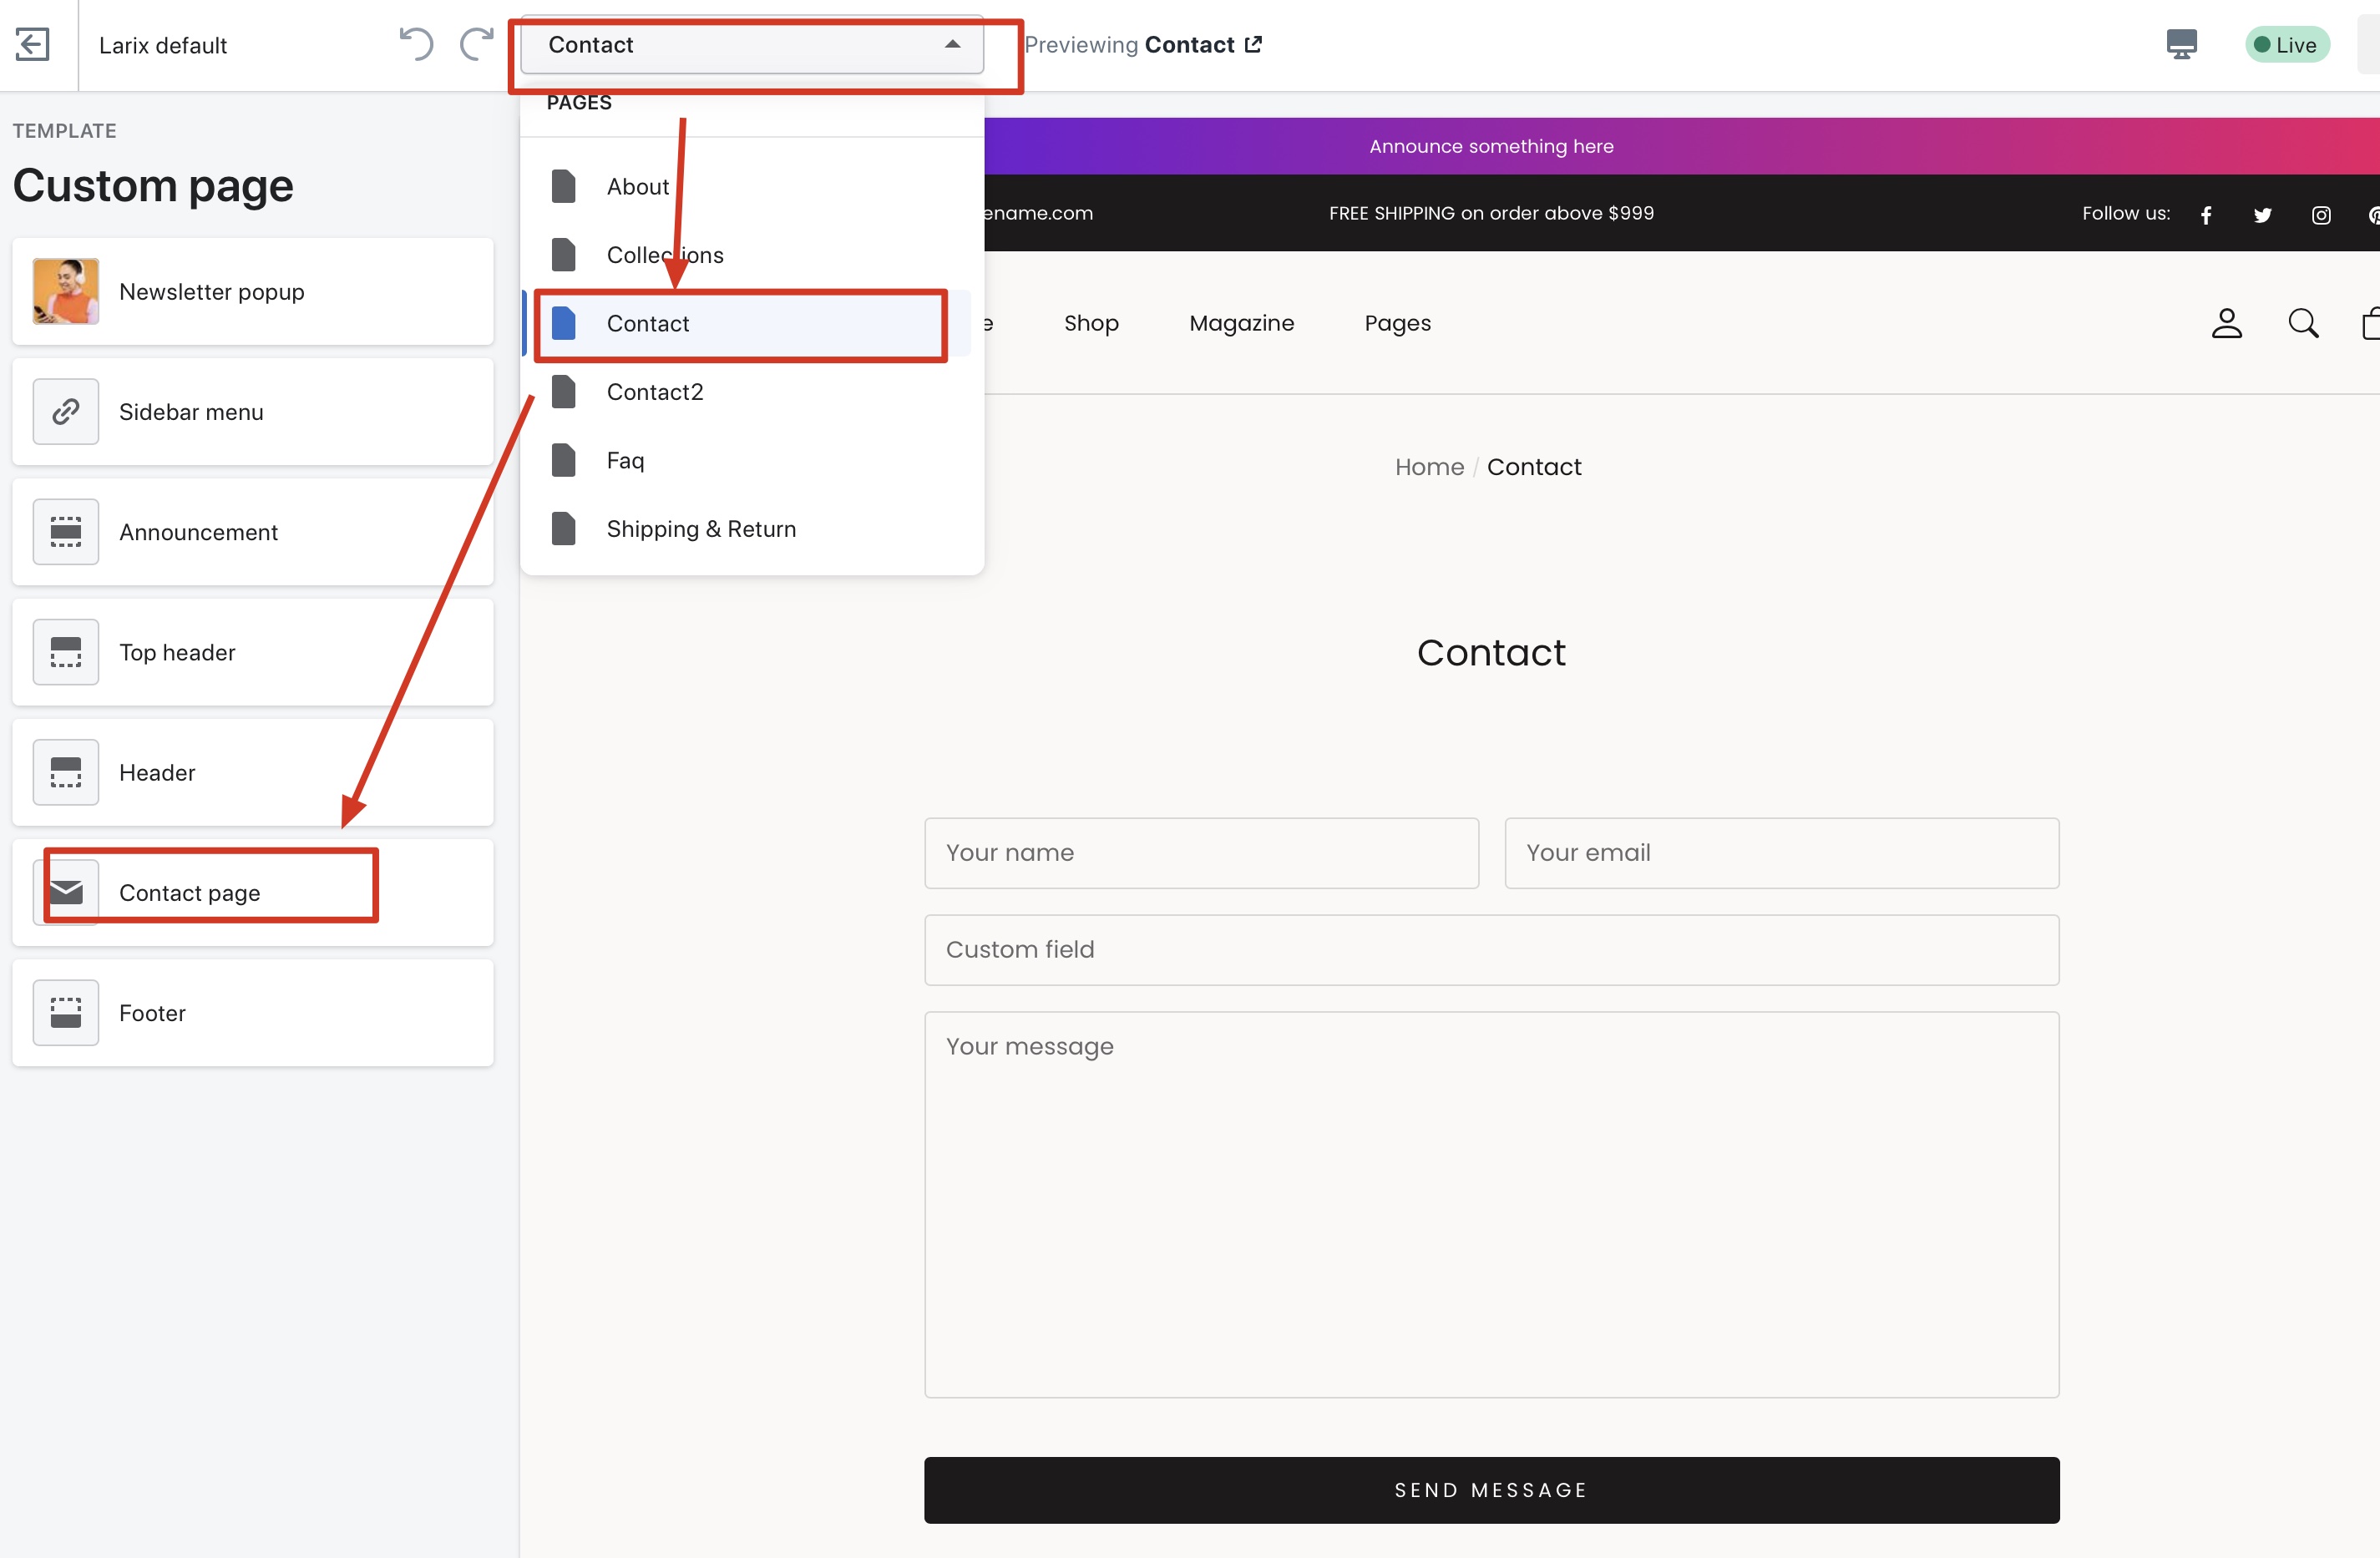 Larix default
Contact
Previewing Contact
Live
TEMPLATE
Custom page
Newsletter popup
Sidebar menu
Announcement
Top header
Header
Contact page
Footer
PAGES
About
Collections
Contact
Contact2
Faq
Shipping & Return
Announce something here
ename.com
FREE SHIPPING on order above $999
Follow us:
e
Shop
Magazine
Pages
Home / Contact
Contact
Your name
Your email
Custom field
Your message
SEND MESSAGE